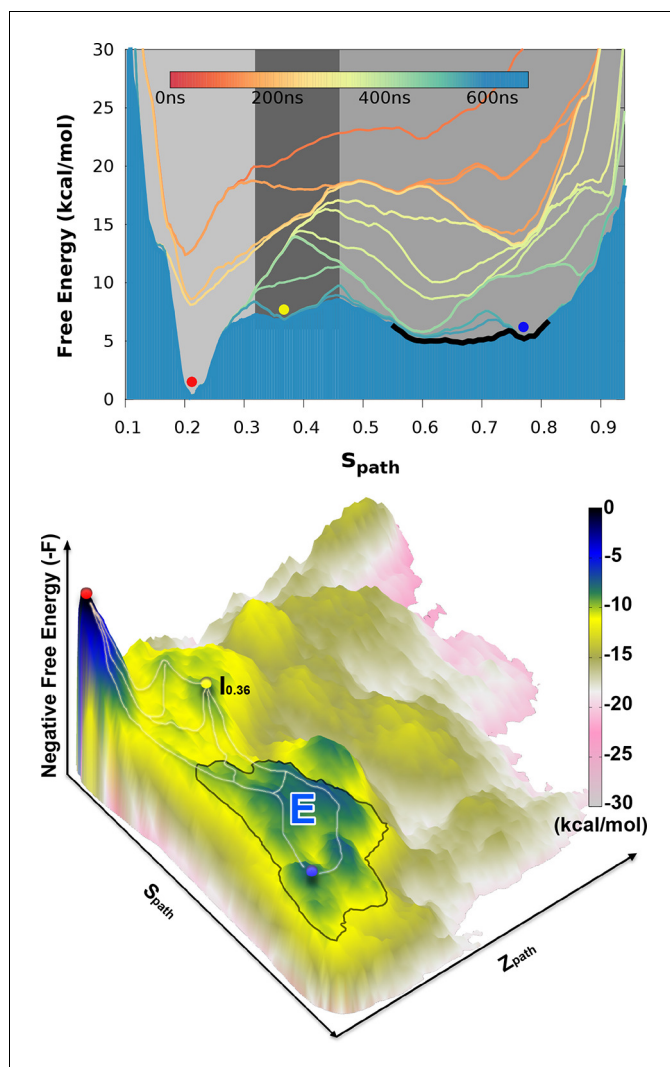 30
25
20
15
10
5
0
Free Energy (kcal/mol)
0ns 200ns 400ns 600ns
0.1 0.2 0.3 0.4 0.5 0.6 0.7 0.8 0.9
Spath
Negative Free Energy (-F)
I0.36
E
0
-5
-10
-15
-20
-25
-30
(kcal/mol)
Spath
Zpath